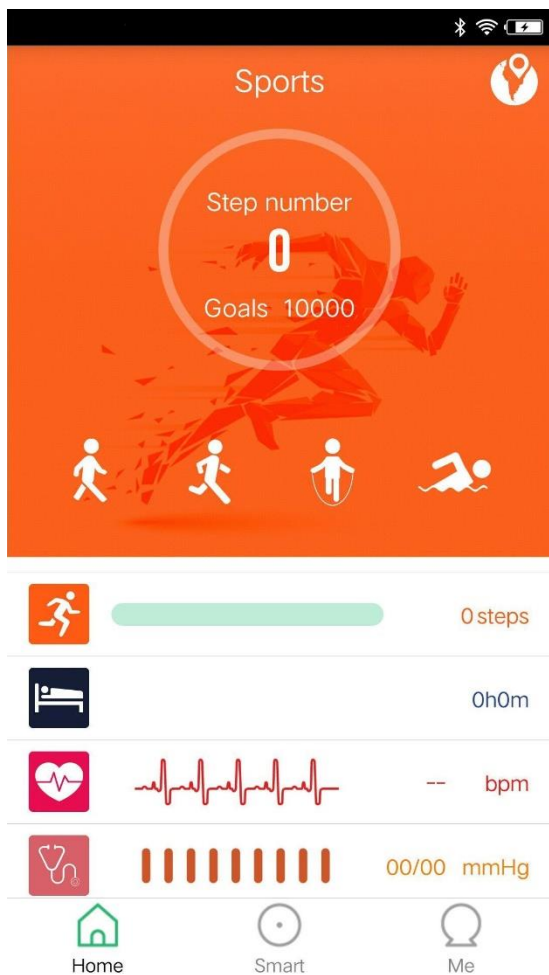 Sports
Step number
0
Goals 10000
0 steps
0h0m
-- bpm
00/00 mmHg
Home Smart Me